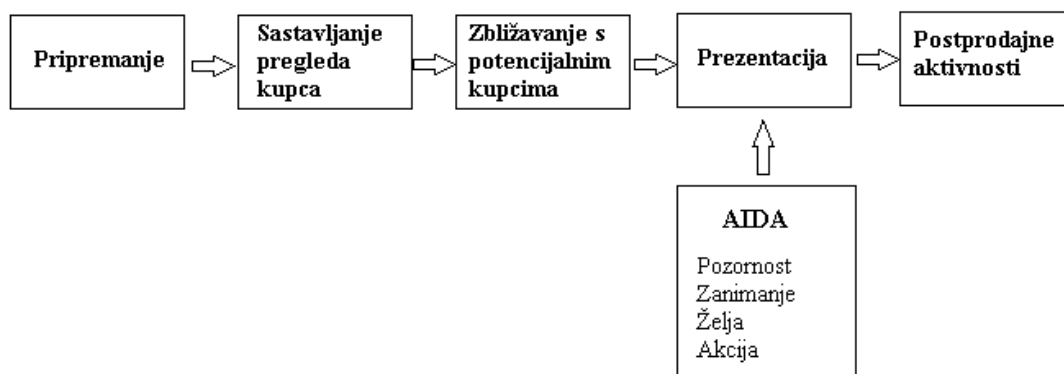 Pripremanje
Sastavljanje
pregleda
kupca
Zbližavanje s
potencijalnim
kupcima
Prezentacija
Postprodajne
aktivnosti
AIDA
Pozornost
Zanimanje
Želja
Akcija